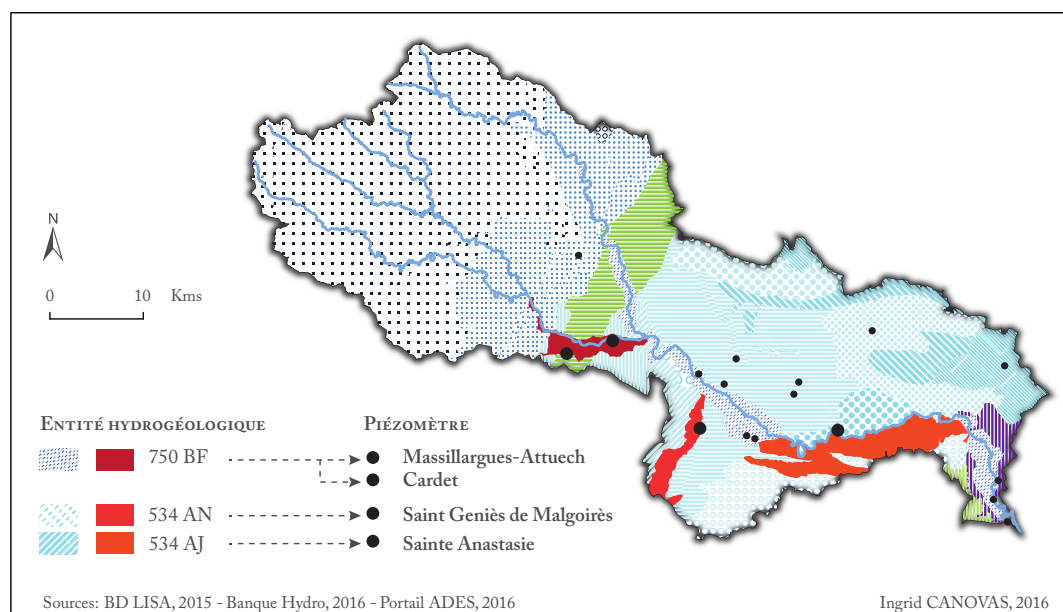 N
0 10 Kms
Entité hydrogéologique Piézomètre
750 BF Massillargues-Attuech
Cardet
534 AN Saint Geniès de Malgoirès
534 AJ Sainte Anastasie
Sources: BD LISA, 2015 - Banque Hydro, 2016 - Portail ADES, 2016 Ingrid CANOVAS, 2016